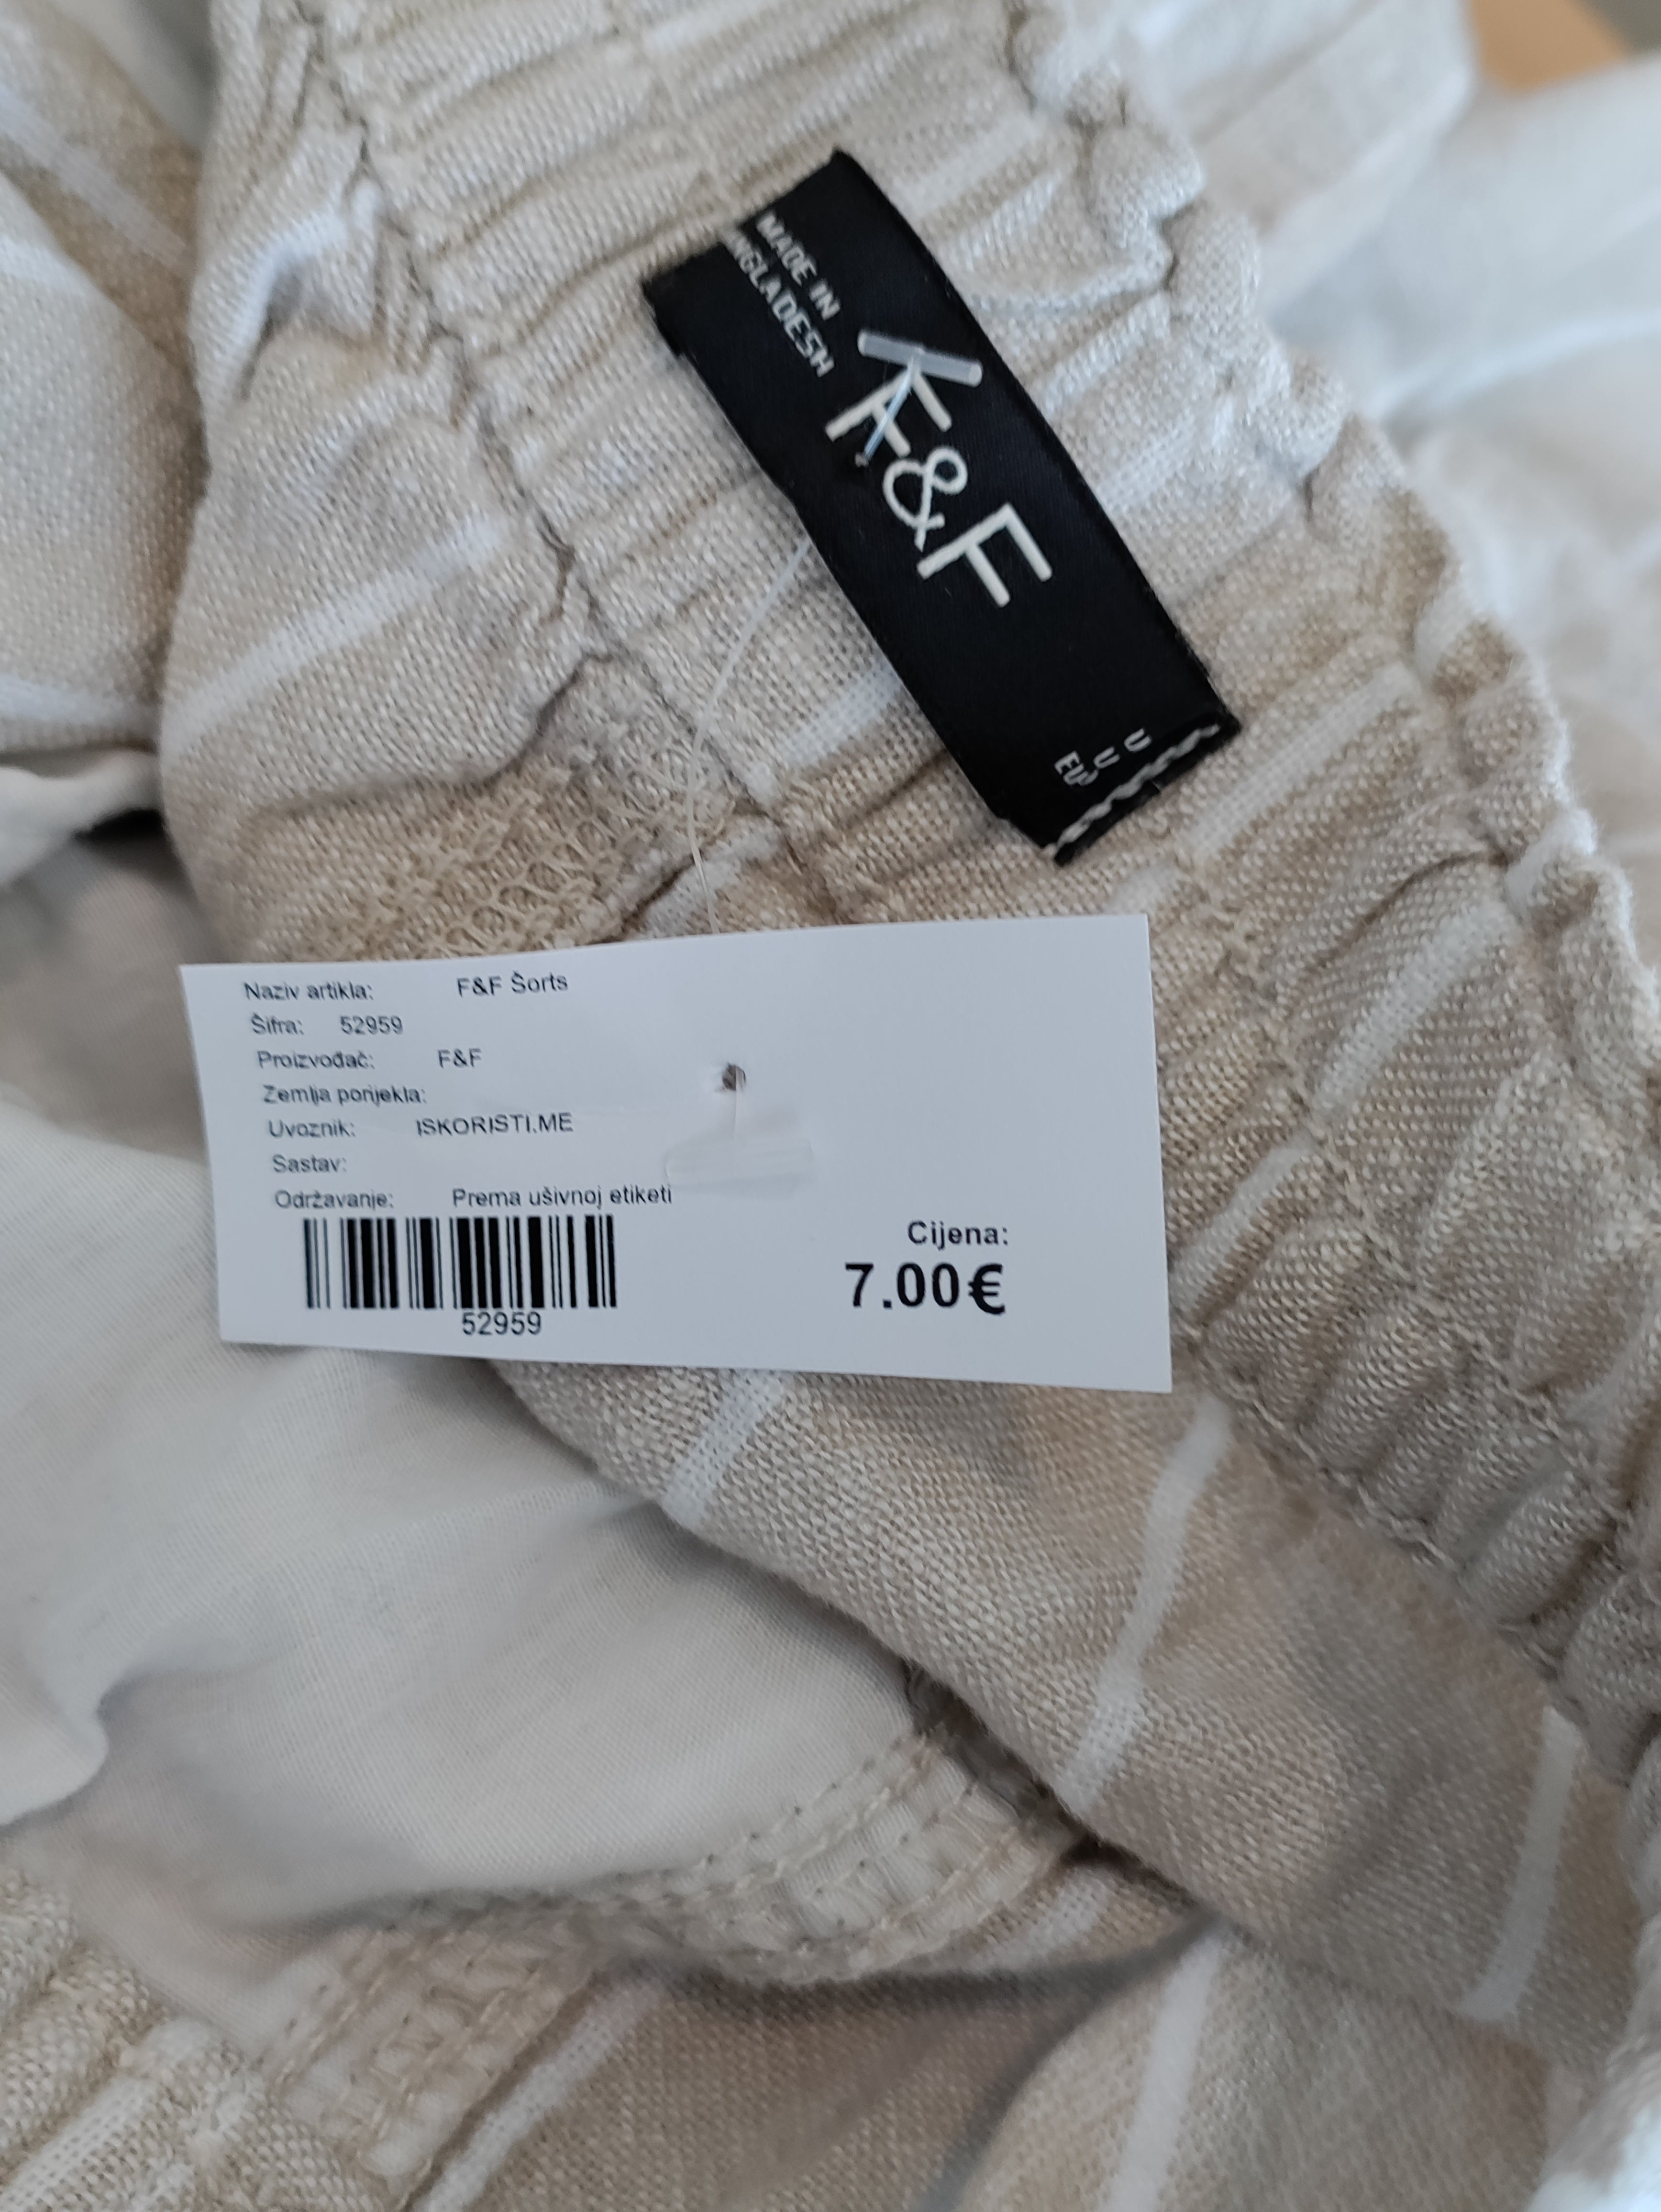 MADE IN
F&F
Naziv artikla: F&F Šorts
Šifra: 52959
Proizvođač: F&F
Zemlja porijekla:
Uvoznik: ISKORISTI.ME
Sastav:
Održavanje: Prema ušivnoj etiketi
52959
Cijena:
7.00€